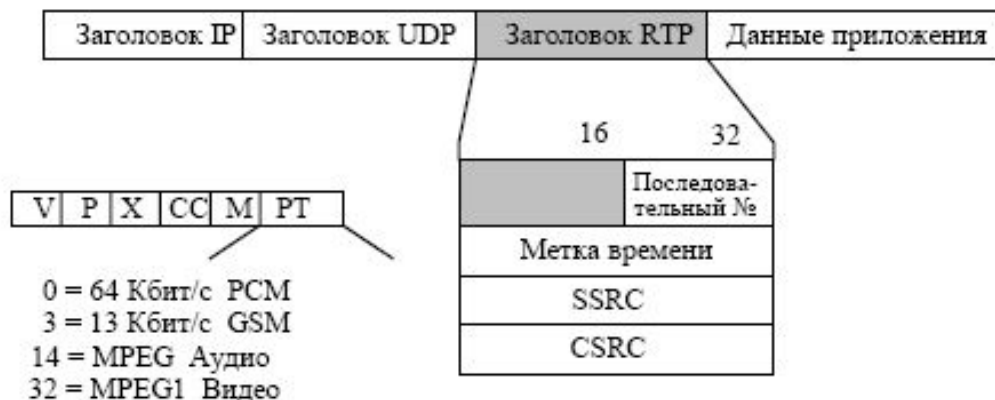 Заголовок IP Заголовок UDP Заголовок RTP Данные приложения
16 32
Последова-
тельный №
V P X CC M PT
Метка времени
0 = 64 Кбит/с PCM
SSRC
3 = 13 Кбит/с GSM
CSRC
14 = MPEG Аудио
32 = MPEG1 Видео